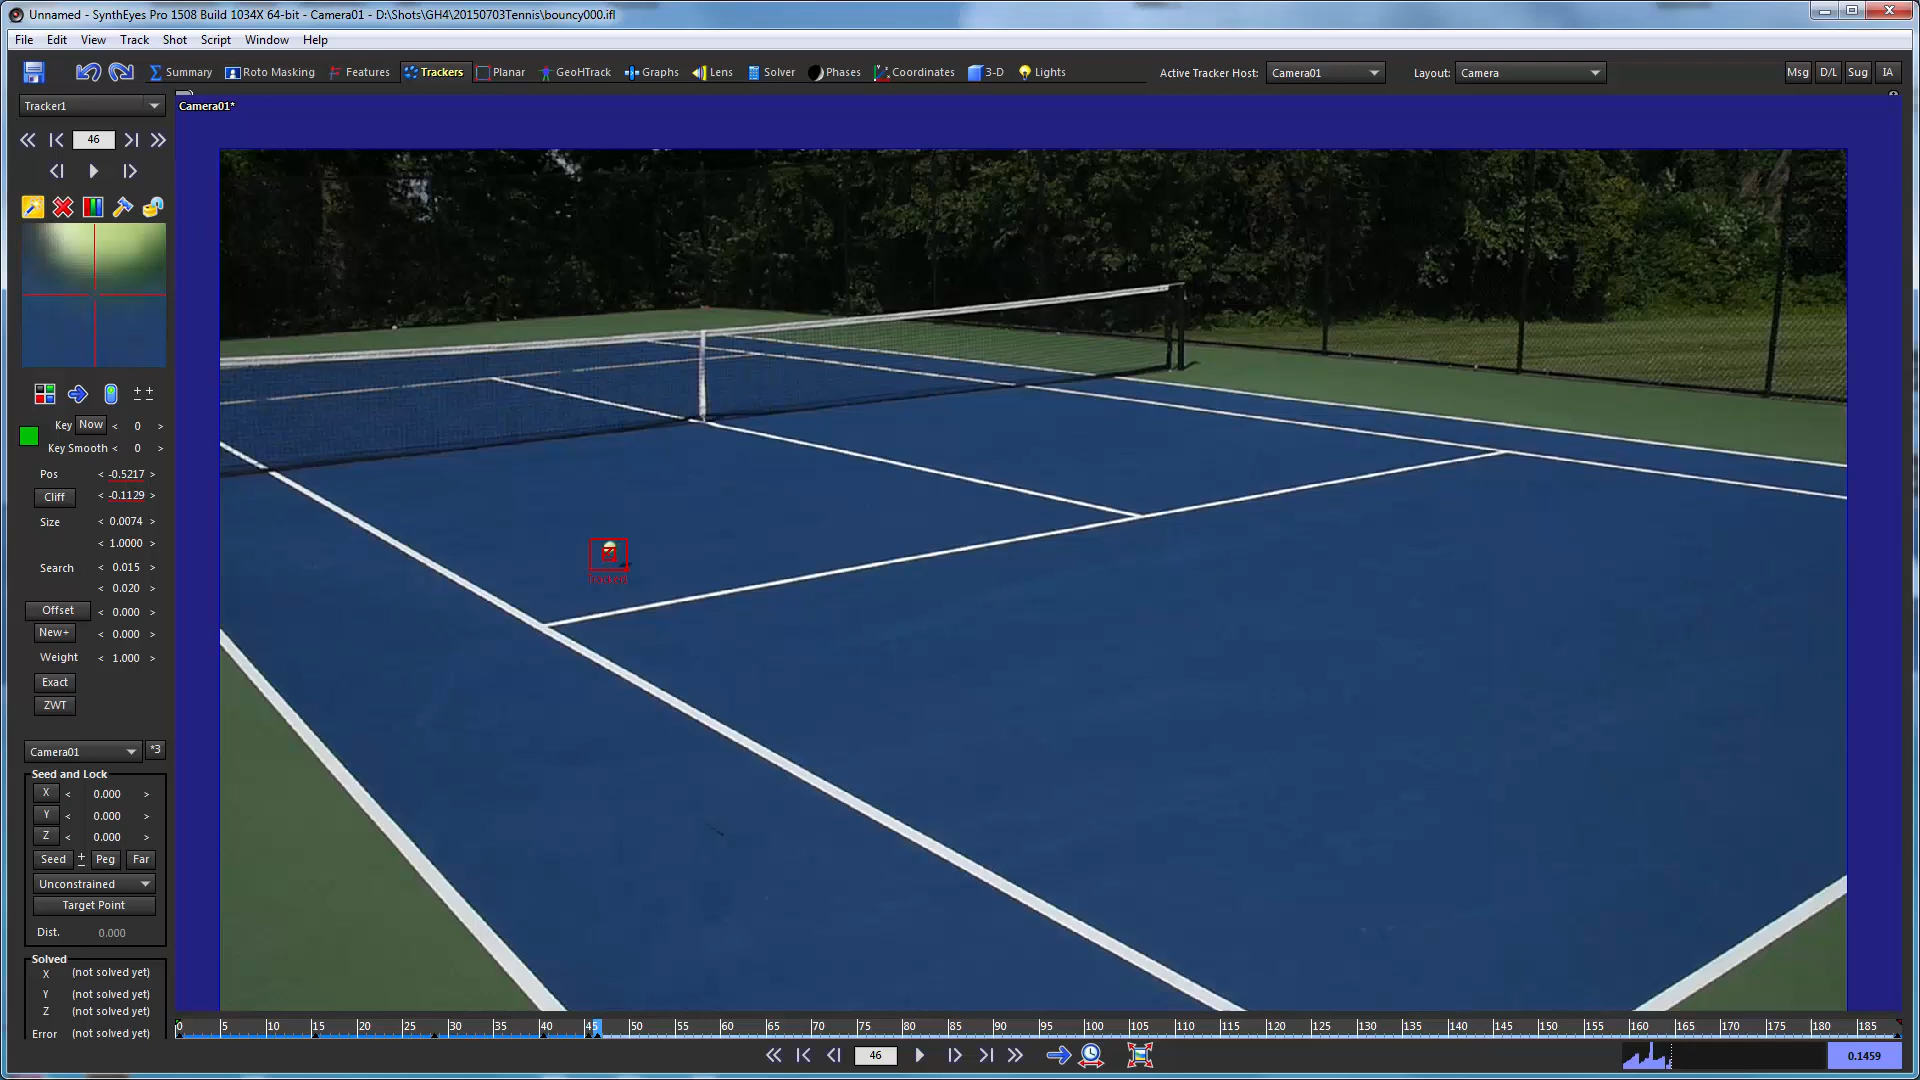 Unnamed - SynthEyes Pro 1508 Build 1034X 64-bit - Camera01 - D:\Shots\GH4\20150703Tennis\bouncy000.ifl
File Edit View Track Shot Script Window Help
Summary Roto Masking Features Trackers Planar GeoHTrack Graphs Lens Solver Phases Coordinates 3-D Lights Active Tracker Host: Camera01 Layout: Camera Msg D/L Sug IA
Tracker1
Camera01*
46
Key Now < 0 >
Key Smooth < 0 >
Pos < -0.5217 >
Cliff < -0.1129 >
Size < 0.0074 >
< 1.0000 >
Search < 0.015 >
< 0.020 >
Offset < 0.000 >
New+ < 0.000 >
Weight < 1.000 >
Exact
ZWT
Camera01 *3
Seed and Lock
X < 0.000 >
Y < 0.000 >
Z < 0.000 >
Seed Peg Far
Unconstrained
Target Point
Dist. 0.000
Solved
X (not solved yet)
Y (not solved yet)
Z (not solved yet)
Error (not solved yet)
Tracker1
0 5 10 15 20 25 30 35 40 45 50 55 60 65 70 75 80 85 90 95 100 105 110 115 120 125 130 135 140 145 150 155 160 165 170 175 180 185
46
0.1459